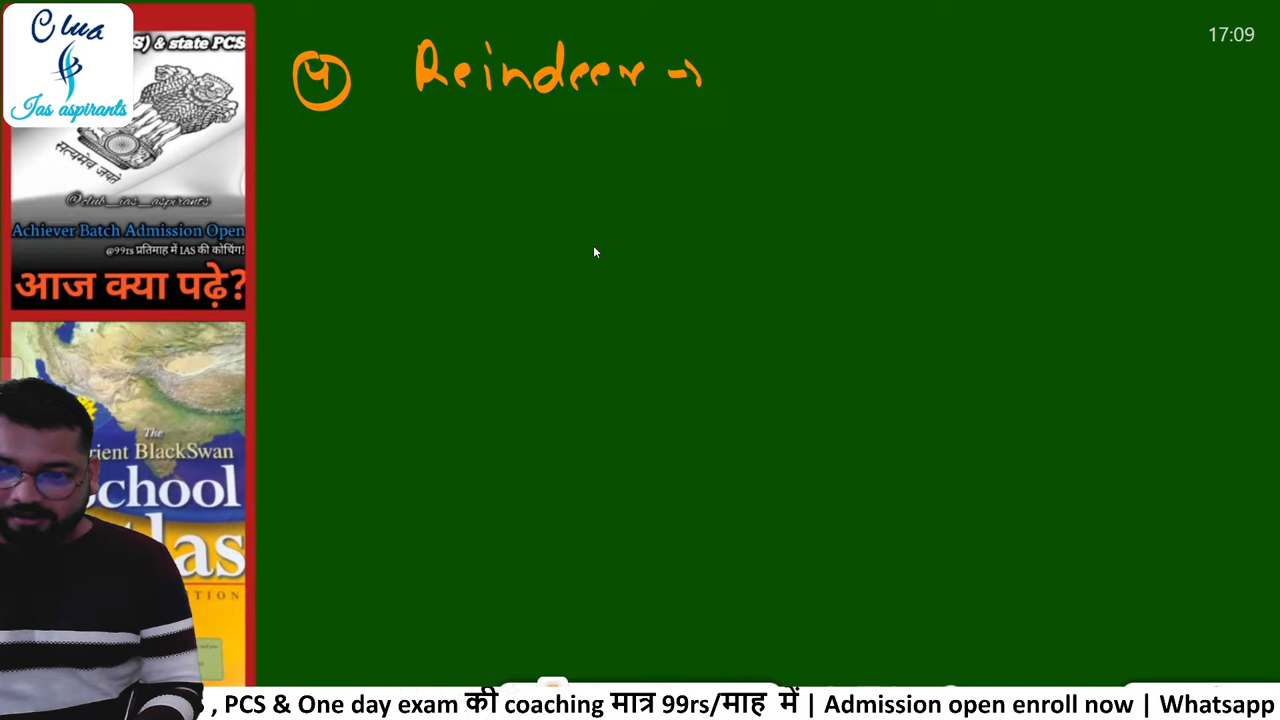 Club
Ias aspirants
S) & state PCS
सत्यमेव जयते
@club_ias_aspirants
Achiever Batch Admission Open
@99rs प्रतिमाह में IAS की कोचिंग!
आज क्या पढ़े?
The
rient BlackSwan
chool
las
TION
17:09
4 Reindeer →
, PCS & One day exam की coaching मात्र 99rs/माह में | Admission open enroll now | Whatsapp